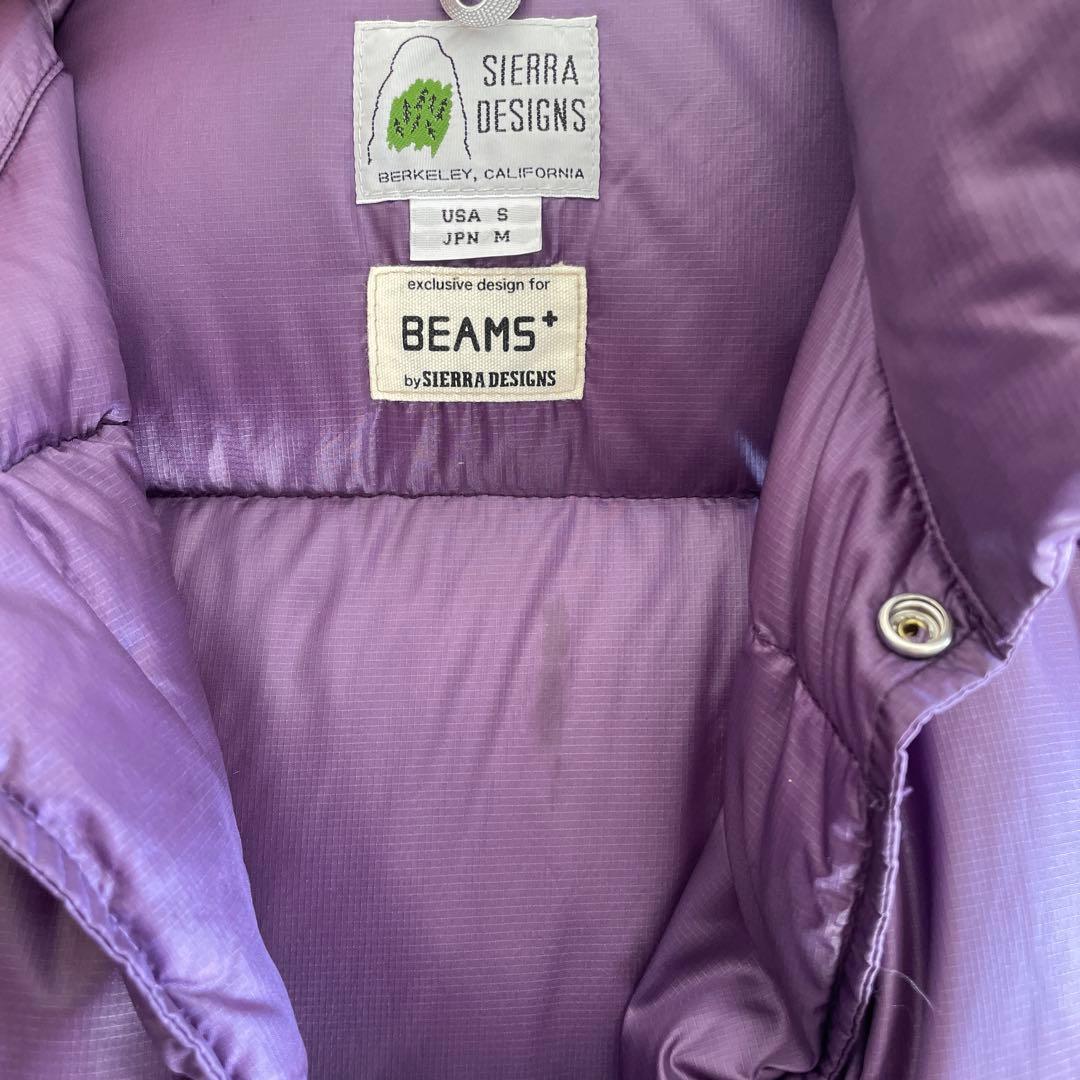 SIERRA
DESIGNS
BERKELEY, CALIFORNIA
USA S
JPN M
exclusive design for
BEAMS+
by SIERRA DESIGNS